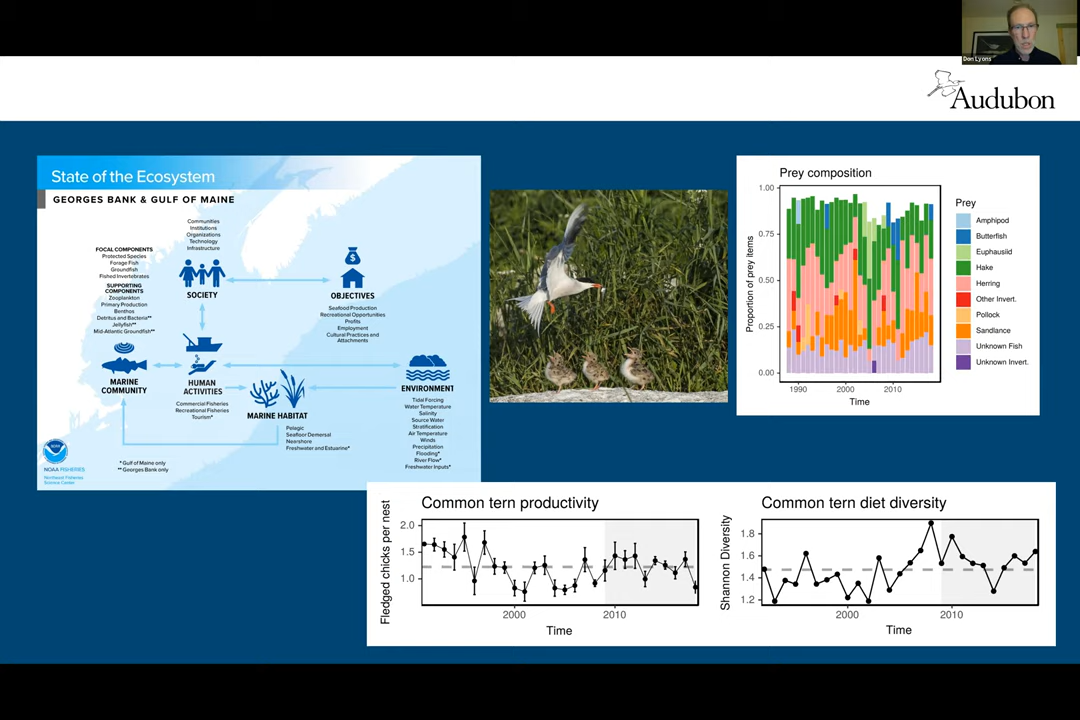 Don Lyons
Audubon
State of the Ecosystem
GEORGES BANK & GULF OF MAINE
Communities
Institutions
Organizations
Technology
Infrastructure
SOCIETY
FOCAL COMPONENTS
Protected Species
Forage Fish
Groundfish
Fished Invertebrates
SUPPORTING
COMPONENTS
Zooplankton
Primary Production
Benthos
Detritus and Bacteria**
Jellyfish**
Mid-Atlantic Groundfish**
MARINE
COMMUNITY
$
OBJECTIVES
Seafood Production
Recreational Opportunities
Profits
Employment
Cultural Practices and
Attachments
HUMAN
ACTIVITIES
Commercial Fisheries
Recreational Fisheries
Tourism*
MARINE HABITAT
Pelagic
Seafloor Demersal
Nearshore
Freshwater and Estuarine*
ENVIRONMENT
Tidal Forcing
Water Temperature
Salinity
Source Water
Stratification
Air Temperature
Winds
Precipitation
Flooding*
River Flow*
Freshwater Inputs*
* Gulf of Maine only
** Georges Bank only
NOAA FISHERIES
Northeast Fisheries
Science Center
Prey composition
Proportion of prey items
1.00
0.75
0.50
0.25
0.00
1990
2000
2010
Time
Prey
Amphipod
Butterfish
Euphausiid
Hake
Herring
Other Invert.
Pollock
Sandlance
Unknown Fish
Unknown Invert.
Common tern productivity
Fledged chicks per nest
2.0
1.5
1.0
2000
2010
Time
Common tern diet diversity
Shannon Diversity
1.8
1.6
1.4
1.2
2000
2010
Time